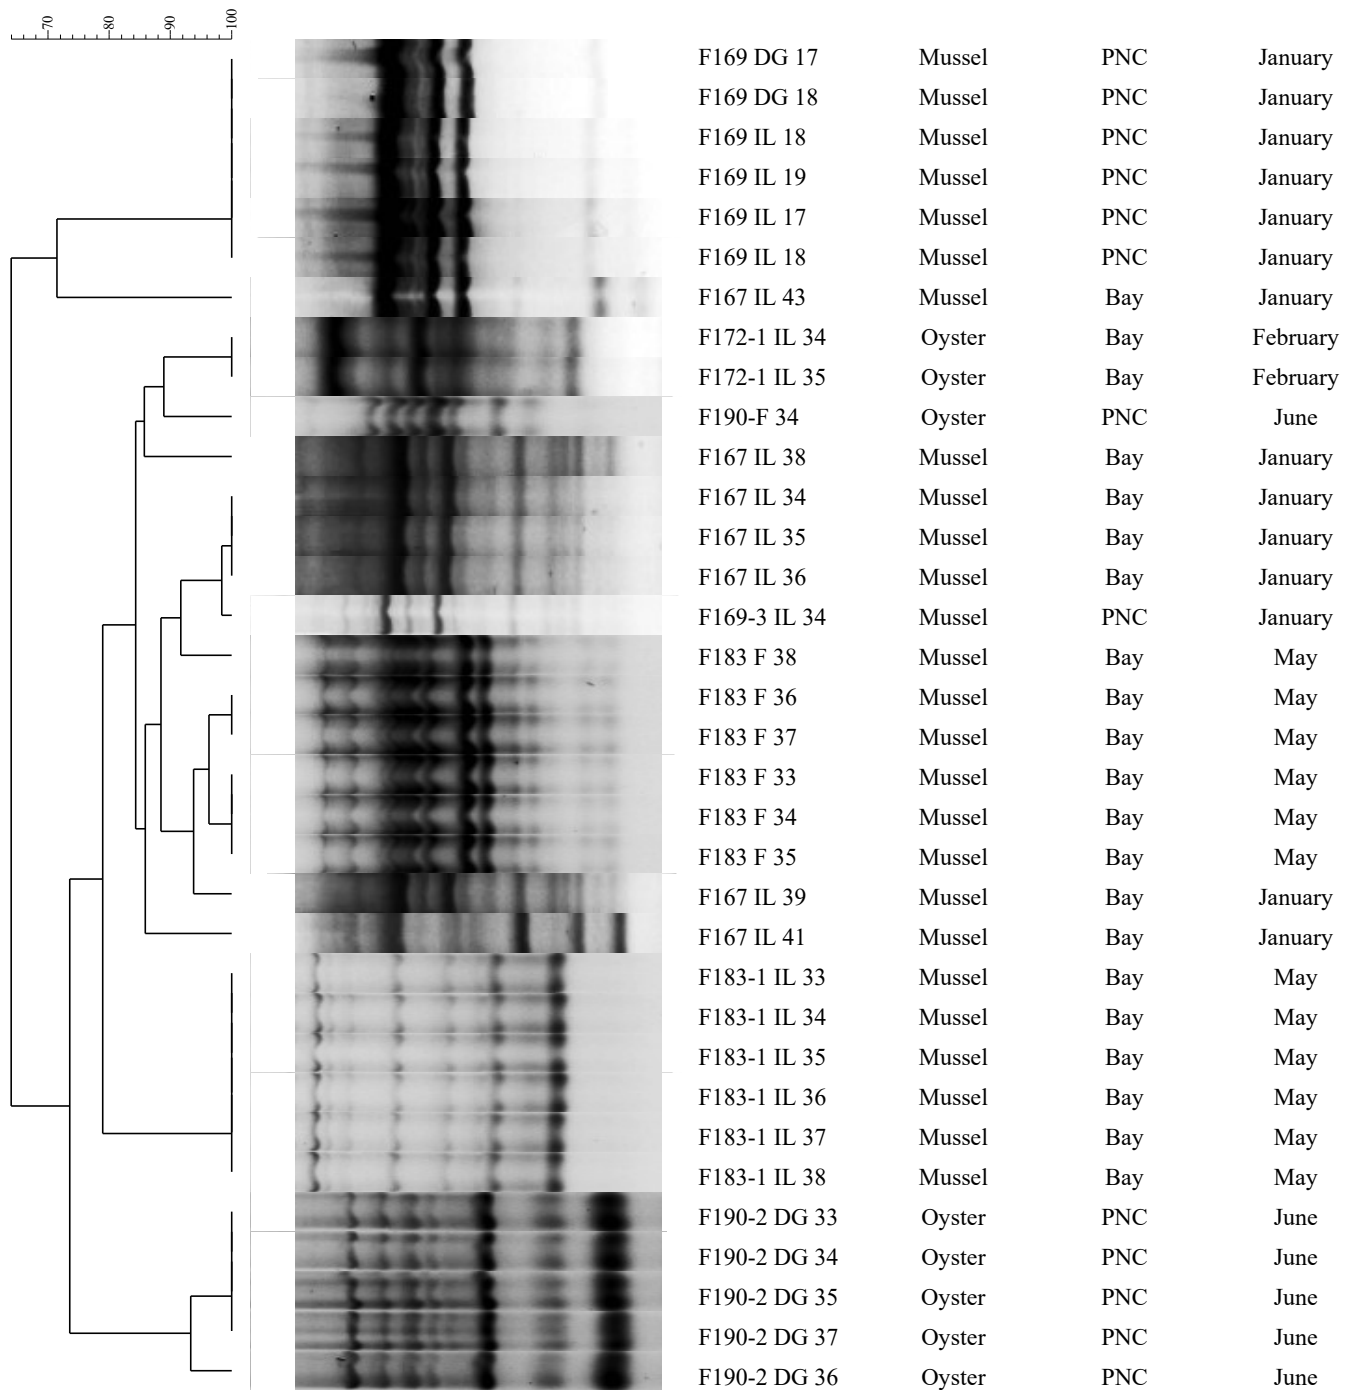 70 80 90 100
F169 DG 17 Mussel PNC January
F169 DG 18 Mussel PNC January
F169 IL 18 Mussel PNC January
F169 IL 19 Mussel PNC January
F169 IL 17 Mussel PNC January
F169 IL 18 Mussel PNC January
F167 IL 43 Mussel Bay January
F172-1 IL 34 Oyster Bay February
F172-1 IL 35 Oyster Bay February
F190-F 34 Oyster PNC June
F167 IL 38 Mussel Bay January
F167 IL 34 Mussel Bay January
F167 IL 35 Mussel Bay January
F167 IL 36 Mussel Bay January
F169-3 IL 34 Mussel PNC January
F183 F 38 Mussel Bay May
F183 F 36 Mussel Bay May
F183 F 37 Mussel Bay May
F183 F 33 Mussel Bay May
F183 F 34 Mussel Bay May
F183 F 35 Mussel Bay May
F167 IL 39 Mussel Bay January
F167 IL 41 Mussel Bay January
F183-1 IL 33 Mussel Bay May
F183-1 IL 34 Mussel Bay May
F183-1 IL 35 Mussel Bay May
F183-1 IL 36 Mussel Bay May
F183-1 IL 37 Mussel Bay May
F183-1 IL 38 Mussel Bay May
F190-2 DG 33 Oyster PNC June
F190-2 DG 34 Oyster PNC June
F190-2 DG 35 Oyster PNC June
F190-2 DG 37 Oyster PNC June
F190-2 DG 36 Oyster PNC June